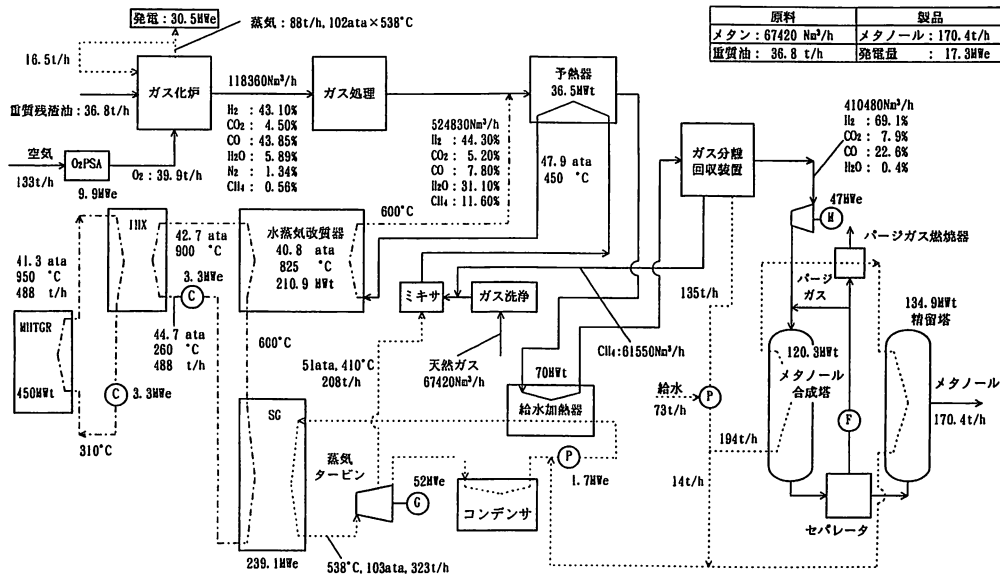 発電：30.5MWe
蒸気：88t/h, 102ata×538°C
16.5t/h
ガス化炉
重質残渣油：36.8t/h
空気
133t/h
O₂PSA
9.9MWe
O₂：39.9t/h
118360Nm³/h
H₂ : 43.10%
CO₂ : 4.50%
CO : 43.85%
H₂O : 5.89%
N₂ : 1.34%
CH₄ : 0.56%
ガス処理
524830Nm³/h
H₂ : 44.30%
CO₂ : 5.20%
CO : 7.80%
H₂O : 31.10%
CH₄ : 11.60%
予熱器
36.5MWt
47.9 ata
450 °C
原料
製品
メタン：67420 Nm³/h
メタノール：170.4t/h
重質油： 36.8 t/h
発電量 ： 17.3MWe
ガス分離
回収装置
410480Nm³/h
H₂ : 69.1%
CO₂ : 7.9%
CO : 22.6%
H₂O : 0.4%
47MWe
M
パージガス燃焼器
パージ
ガス
134.9MWt
精留塔
120.3MWt
メタノール
合成塔
メタノール
170.4t/h
F
セパレータ
IHX
42.7 ata
900 °C
3.3MWe
C
44.7 ata
260 °C
488 t/h
41.3 ata
950 °C
488 t/h
MHTGR
450MWt
C
3.3MWe
310°C
600°C
水蒸気改質器
40.8 ata
825 °C
210.9 MWt
600°C
ミキサ
ガス洗浄
天然ガス
67420Nm³/h
51ata, 410°C
208t/h
CH₄:61550Nm³/h
135t/h
70MWt
給水加熱器
給水
73t/h
P
194t/h
14t/h
SG
239.1MWe
蒸気
タービン
52MWe
G
コンデンサ
P
1.7MWe
538°C, 103ata, 323t/h